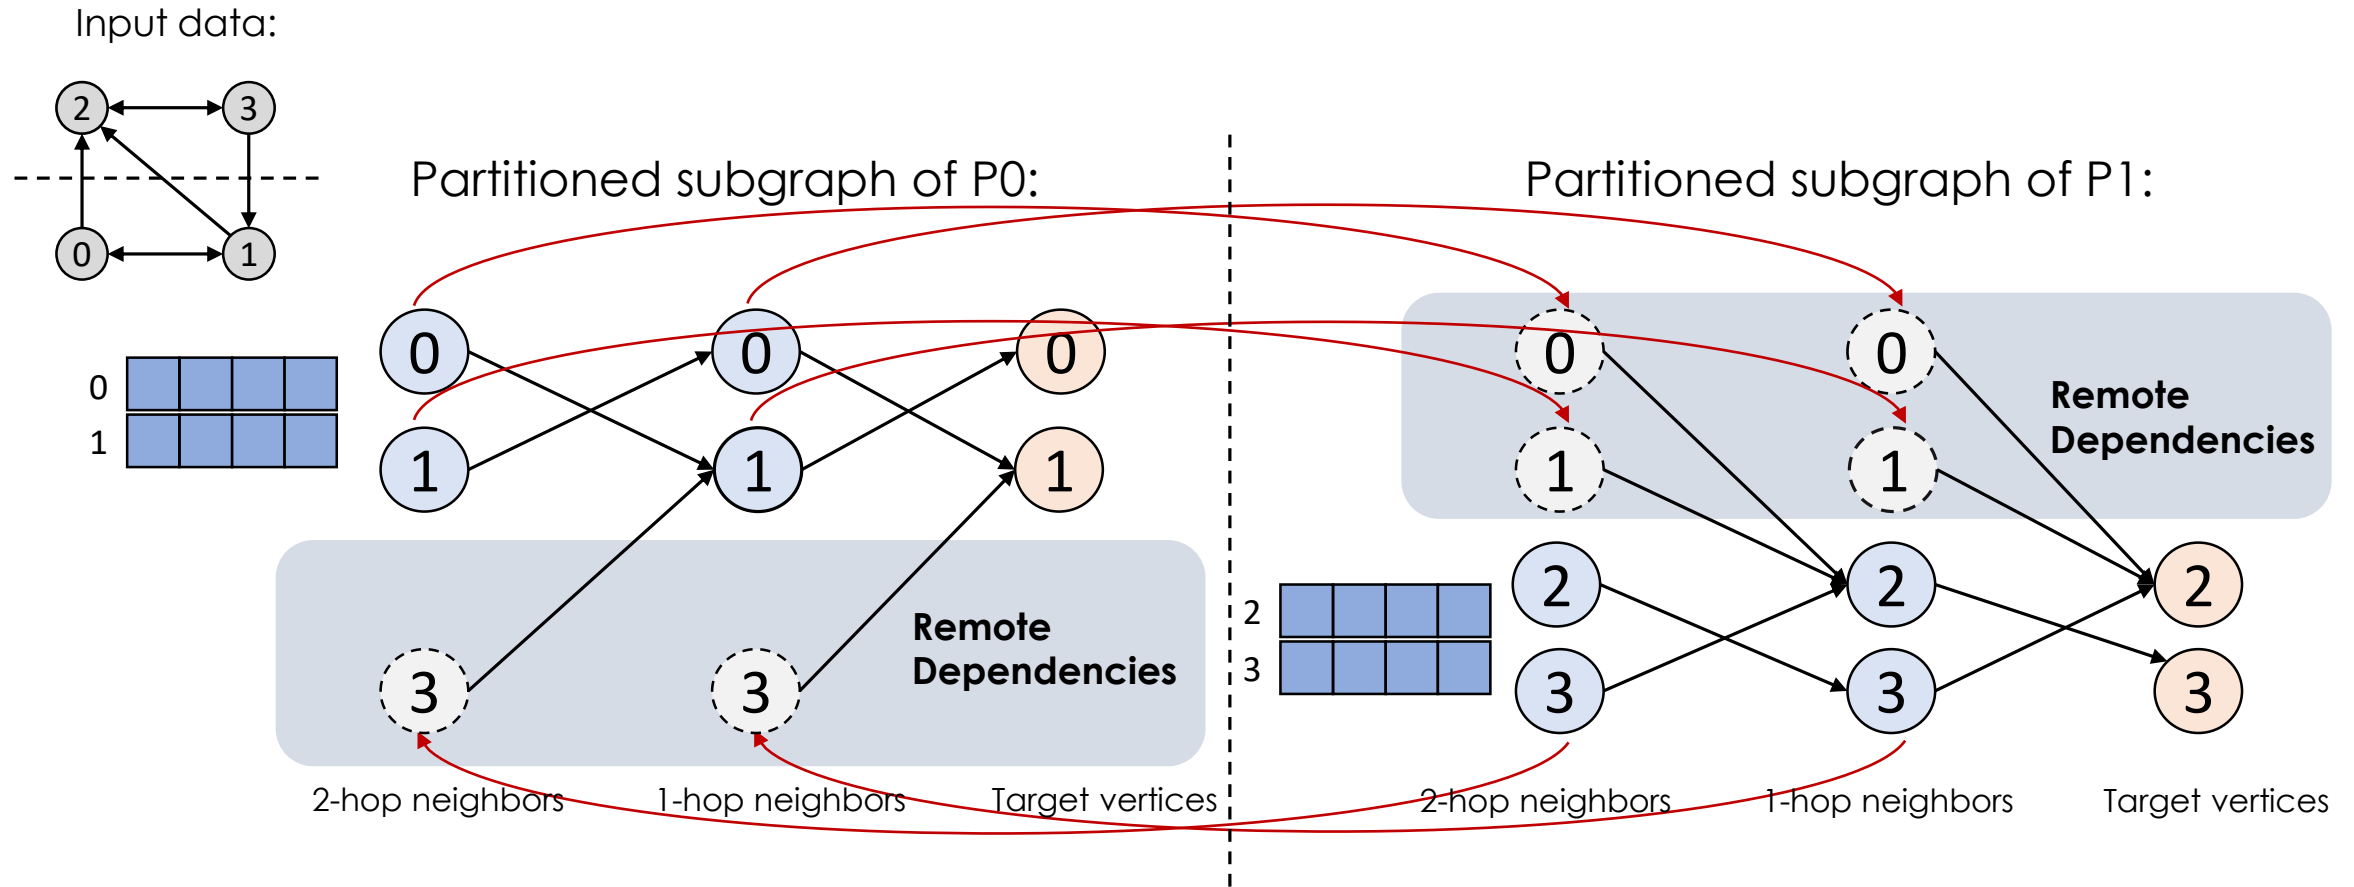 Input data:
2 3
0 1
Partitioned subgraph of P0:
0 0 0
0
1
1 1 1
Remote
Dependencies
3 3
2-hop neighbors 1-hop neighbors Target vertices
Partitioned subgraph of P1:
0 0
Remote
Dependencies
1 1
2 2 2
2
3
3 3 3
2-hop neighbors 1-hop neighbors Target vertices